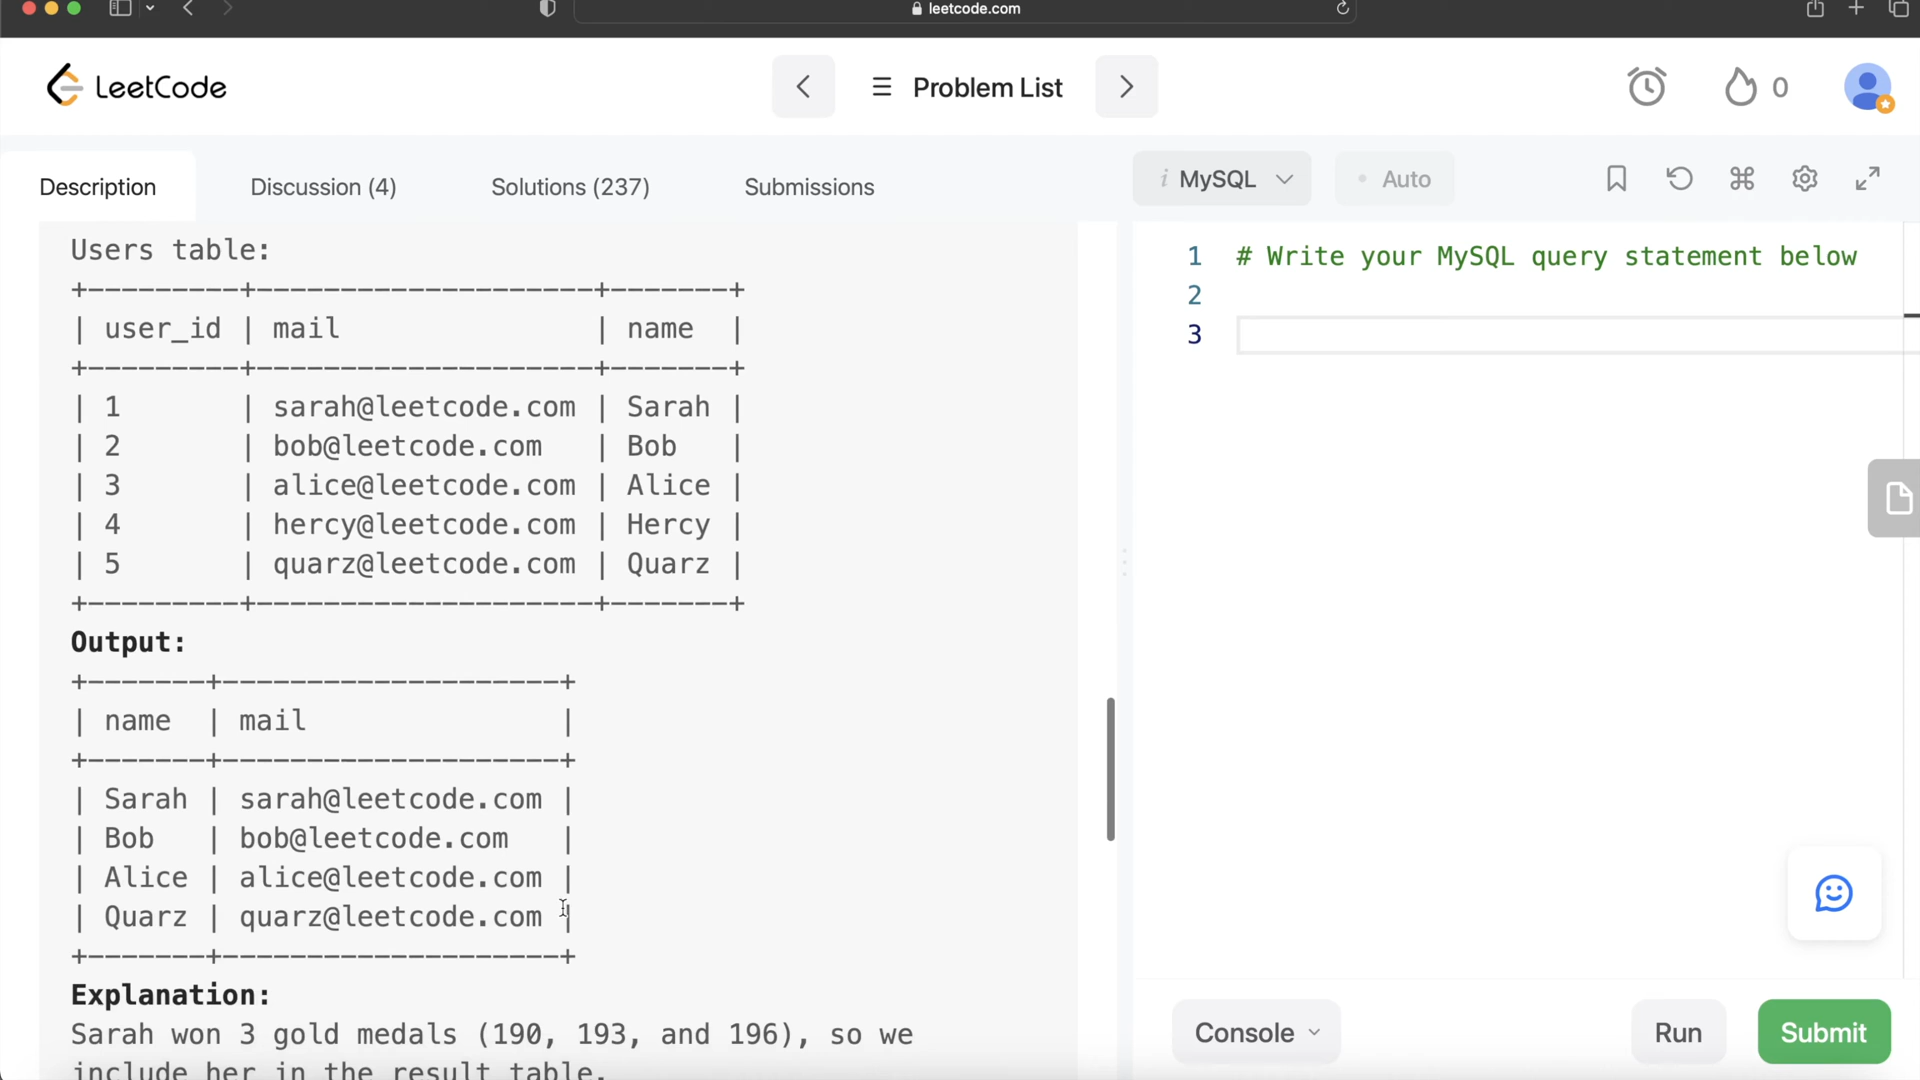 leetcode.com
LeetCode
Problem List
0
Description
Discussion (4)
Solutions (237)
Submissions
i MySQL
Auto
Users table:
+---------+--------------------+-------+
| user_id | mail               | name  |
+---------+--------------------+-------+
| 1       | sarah@leetcode.com | Sarah |
| 2       | bob@leetcode.com   | Bob   |
| 3       | alice@leetcode.com | Alice |
| 4       | hercy@leetcode.com | Hercy |
| 5       | quarz@leetcode.com | Quarz |
+---------+--------------------+-------+
Output:
+-------+--------------------+
| name  | mail               |
+-------+--------------------+
| Sarah | sarah@leetcode.com |
| Bob   | bob@leetcode.com   |
| Alice | alice@leetcode.com |
| Quarz | quarz@leetcode.com |
+-------+--------------------+
Explanation:
Sarah won 3 gold medals (190, 193, and 196), so we
include her in the result table.
1 # Write your MySQL query statement below
2
3
Console
Run
Submit